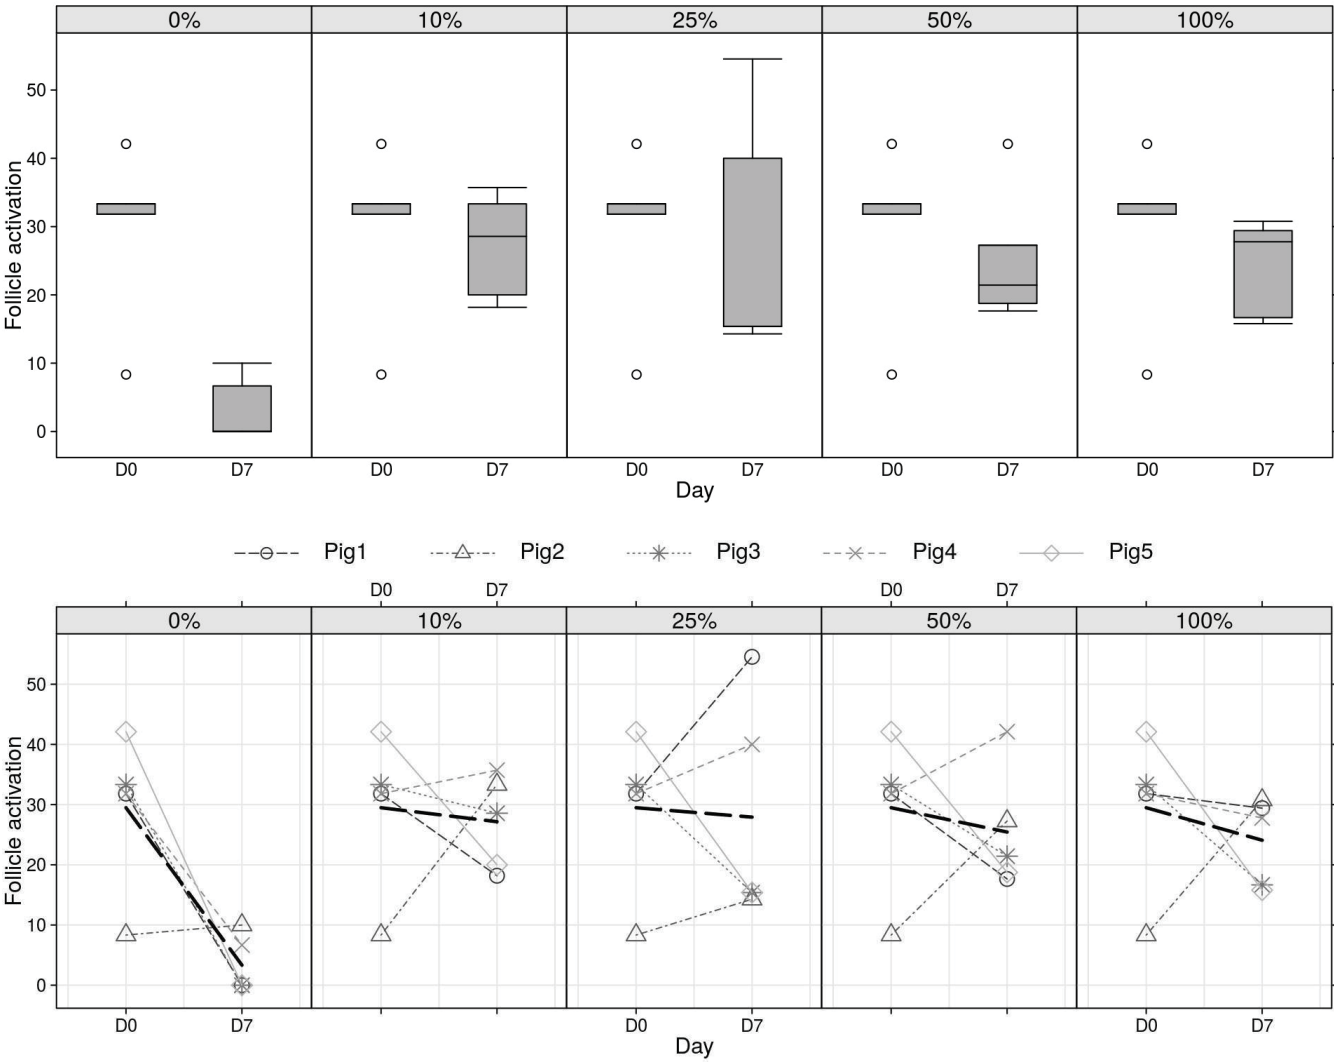 0% 10% 25% 50% 100%
50
40
30
20
10
0
Follicle activation
D0 D7 D0 D7 D0 D7 D0 D7 D0 D7
Day
Pig1 Pig2 Pig3 Pig4 Pig5
D0 D7 D0 D7
0% 10% 25% 50% 100%
50
40
30
20
10
0
Follicle activation
D0 D7 D0 D7 D0 D7
Day